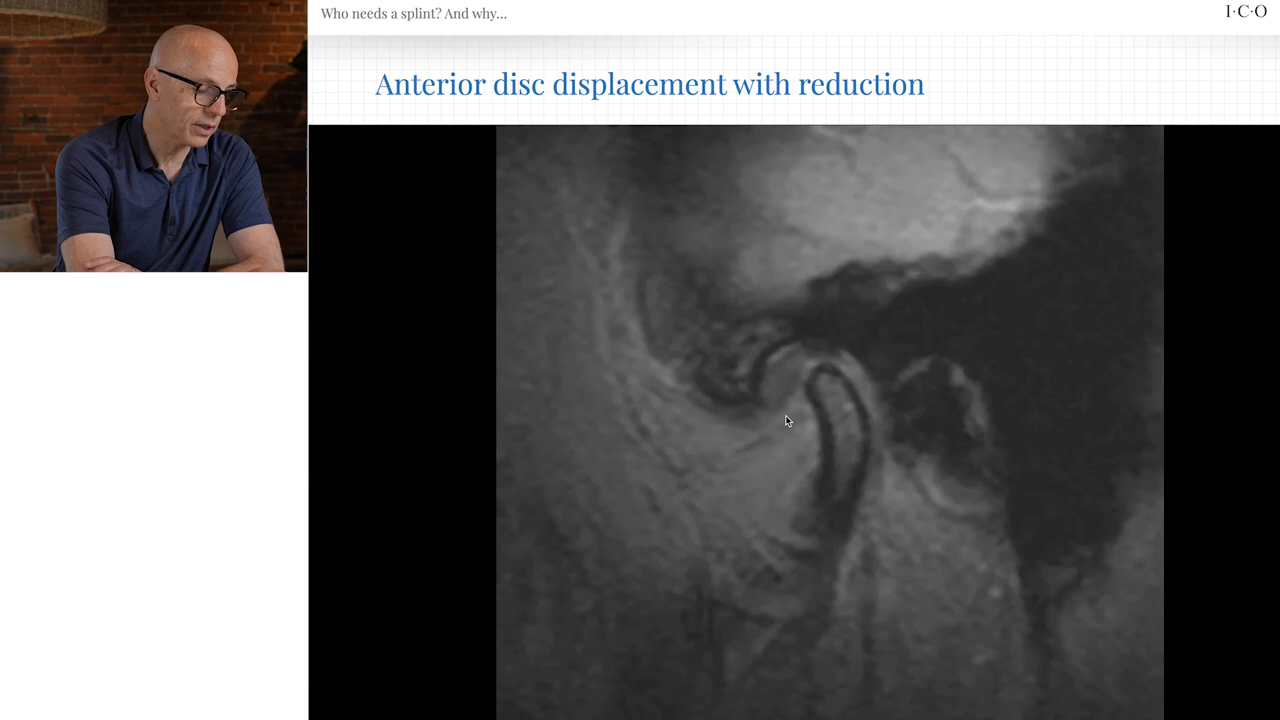 Who needs a splint? And why...
I·C·O
Anterior disc displacement with reduction